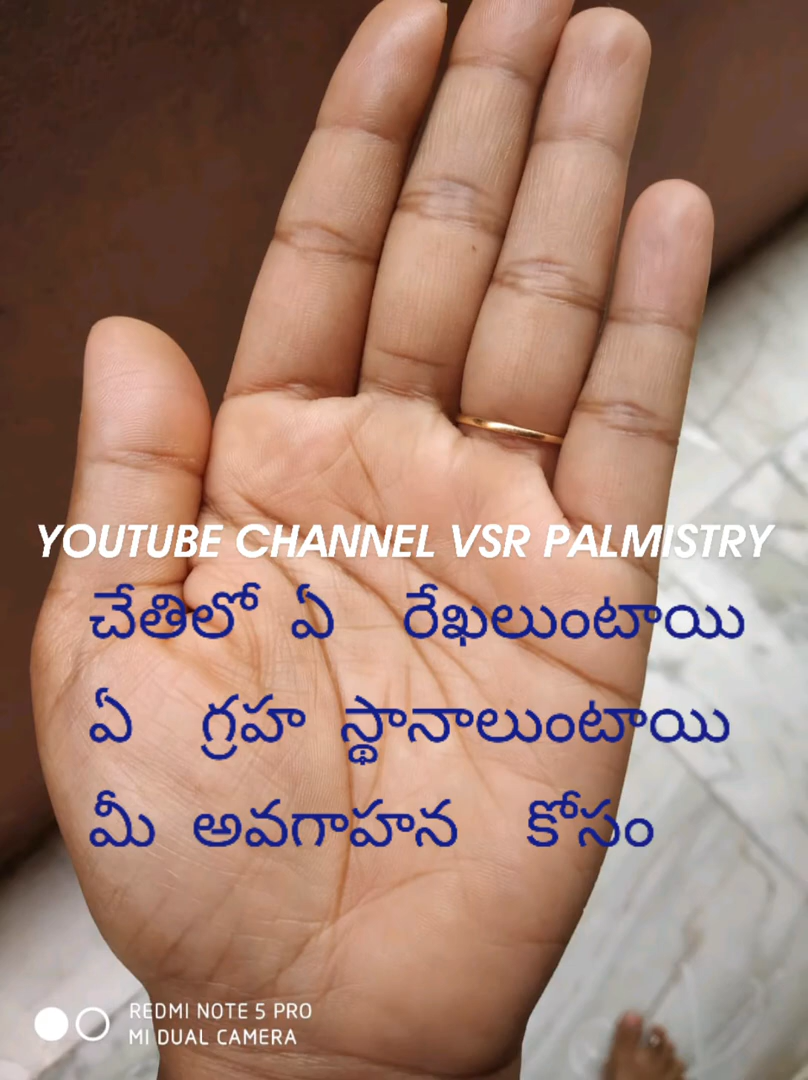 YOUTUBE CHANNEL VSR PALMISTRY
చేతిలో ఏ రేఖలుంటాయి
ఏ గ్రహ స్థానాలుంటాయి
మీ అవగాహన కోసం
REDMI NOTE 5 PRO
MI DUAL CAMERA